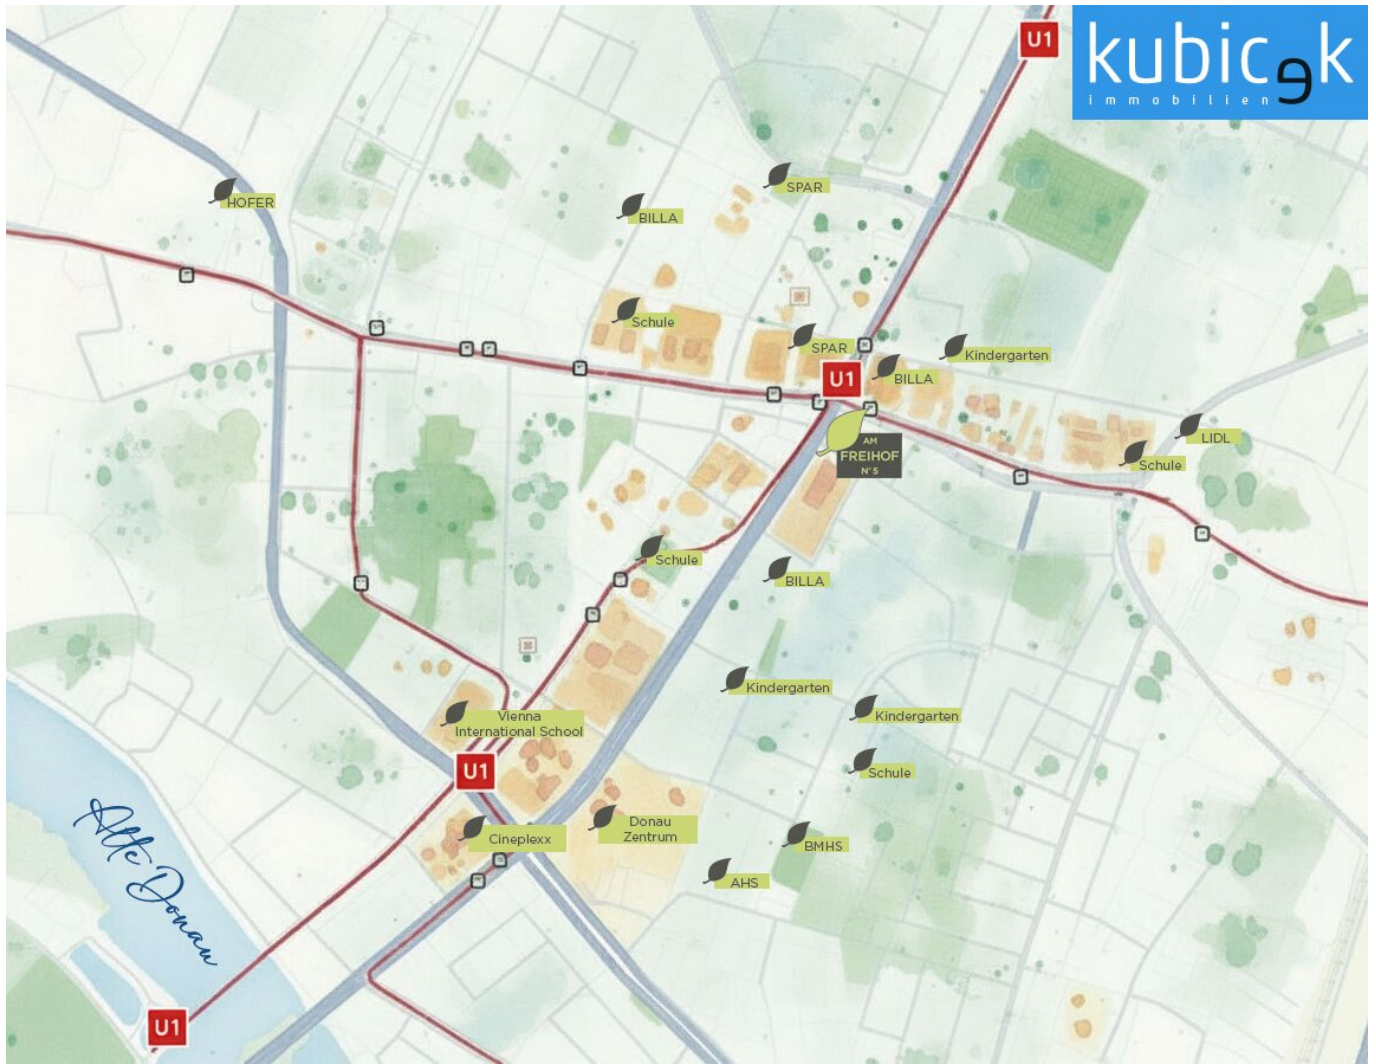 U1
kubicek
immobilien
SPAR
HOFER
BILLA
Schule
SPAR
Kindergarten
U1
BILLA
LIDL
AM
FREIHOF
N°5
Schule
Schule
BILLA
Kindergarten
Kindergarten
Vienna
International School
U1
Schule
Donau
Zentrum
Cineplexx
BMHS
AHS
Alte Donau
U1